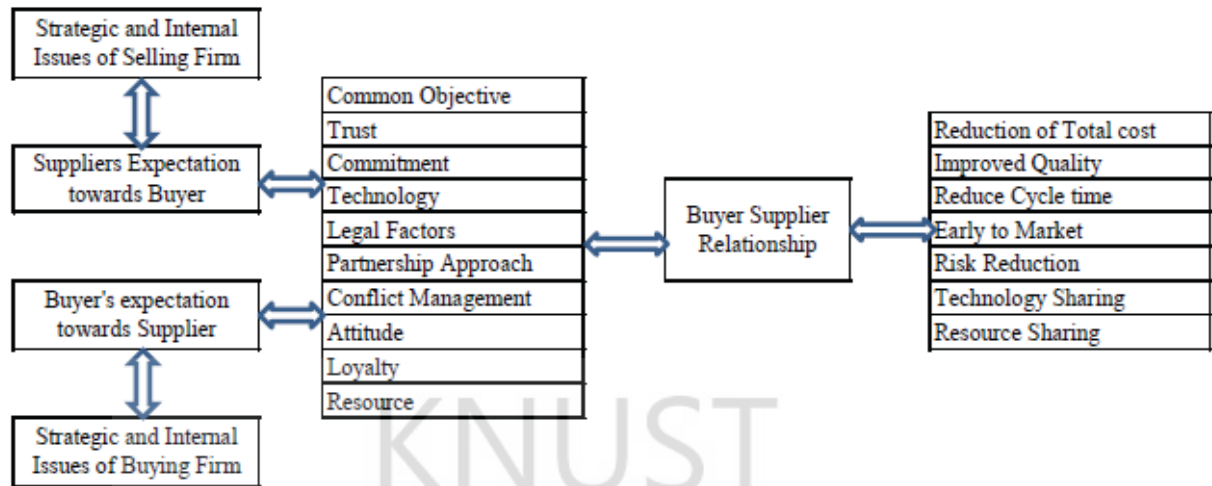 Strategic and Internal
Issues of Selling Firm
Suppliers Expectation
towards Buyer
Buyer's expectation
towards Supplier
Strategic and Internal
Issues of Buying Firm
Common Objective
Trust
Commitment
Technology
Legal Factors
Partnership Approach
Conflict Management
Attitude
Loyalty
Resource
Buyer Supplier
Relationship
Reduction of Total cost
Improved Quality
Reduce Cycle time
Early to Market
Risk Reduction
Technology Sharing
Resource Sharing
KNUST